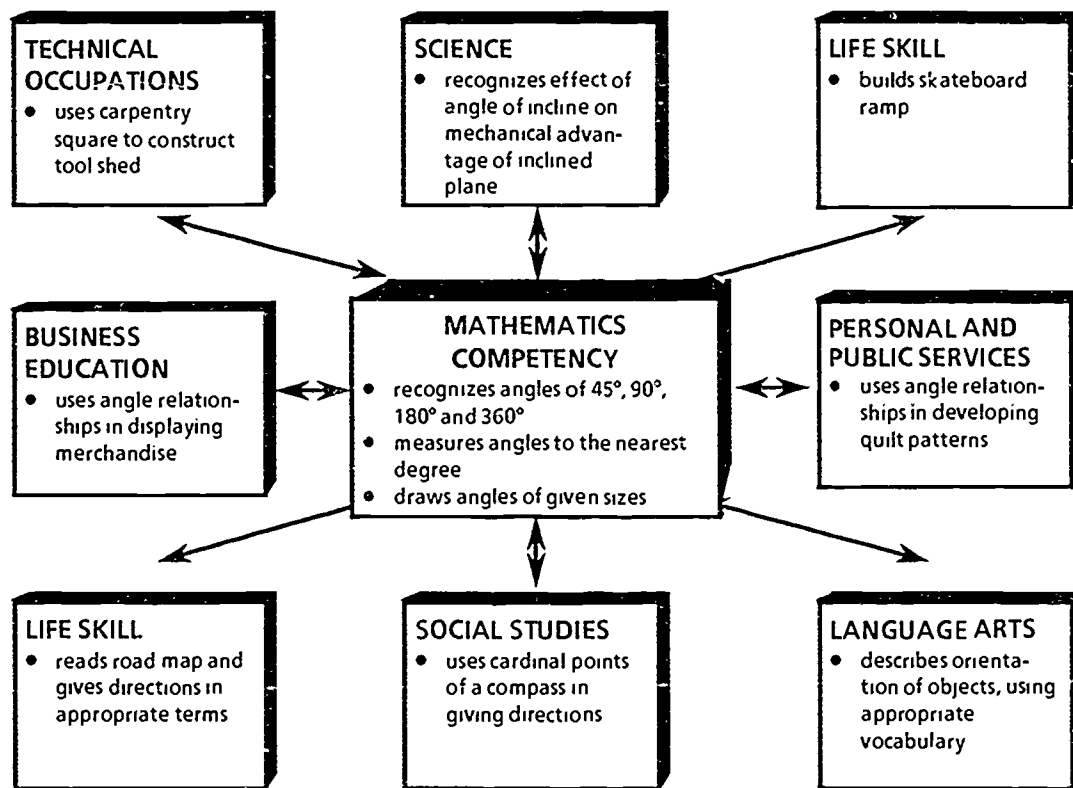 TECHNICAL
OCCUPATIONS
● uses carpentry
square to construct
tool shed
SCIENCE
● recognizes effect of
angle of incline on
mechanical advan-
tage of inclined
plane
LIFE SKILL
● builds skateboard
ramp
BUSINESS
EDUCATION
● uses angle relation-
ships in displaying
merchandise
MATHEMATICS
COMPETENCY
● recognizes angles of 45°, 90°,
180° and 360°
● measures angles to the nearest
degree
● draws angles of given sizes
PERSONAL AND
PUBLIC SERVICES
● uses angle relation-
ships in developing
quilt patterns
LIFE SKILL
● reads road map and
gives directions in
appropriate terms
SOCIAL STUDIES
● uses cardinal points
of a compass in
giving directions
LANGUAGE ARTS
● describes orienta-
tion of objects, using
appropriate
vocabulary